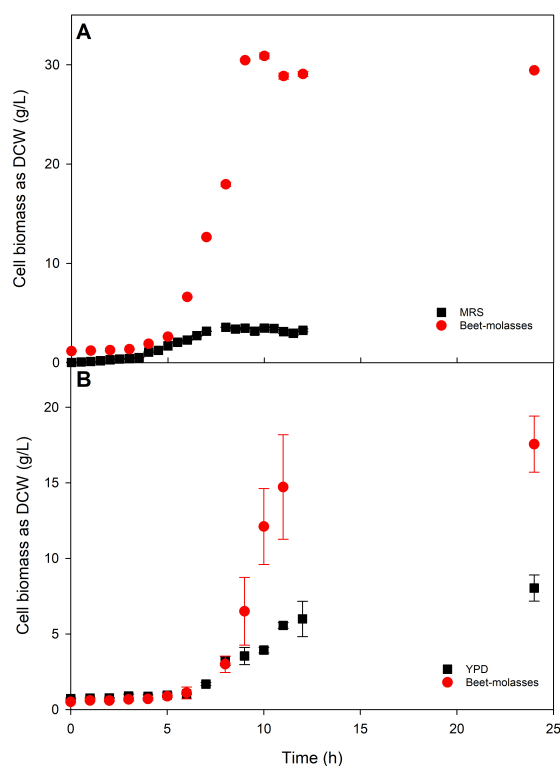 A
Cell biomass as DCW (g/L)
30
20
10
0
MRS
Beet-molasses
B
Cell biomass as DCW (g/L)
20
15
10
5
0
YPD
Beet-molasses
0 5 10 15 20 25
Time (h)